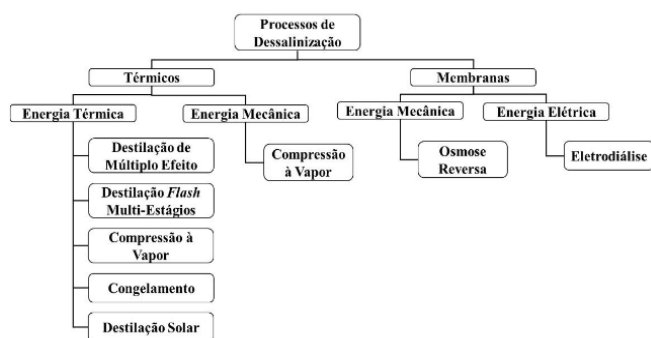 Processos de
Dessalinização
Térmicos
Membranas
Energia Térmica
Energia Mecânica
Energia Mecânica
Energia Elétrica
Destilação de
Múltiplo Efeito
Compressão
à Vapor
Osmose
Reversa
Eletrodiálise
Destilação Flash
Multi-Estágios
Compressão à
Vapor
Congelamento
Destilação Solar